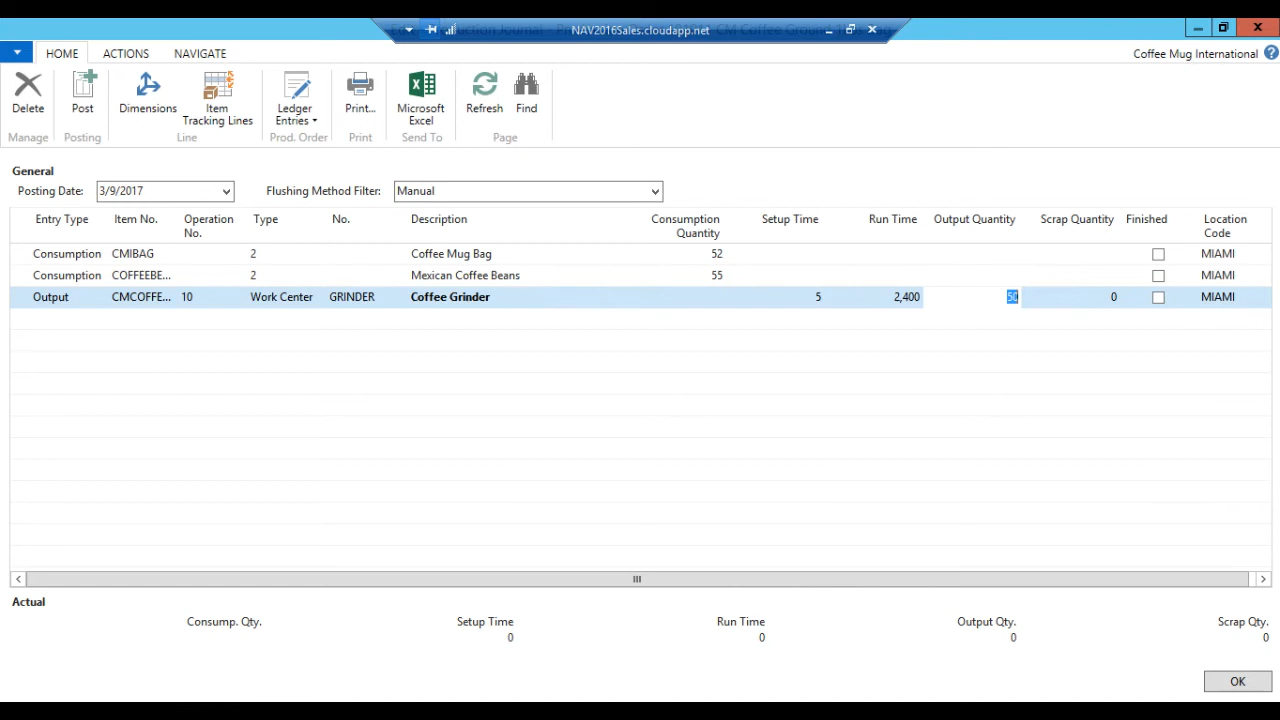 NAV2016Sales.cloudapp.net
HOME ACTIONS NAVIGATE
Coffee Mug International
Delete Post Dimensions Item Tracking Lines Ledger Entries Print... Microsoft Excel Refresh Find
Manage Posting Line Prod. Order Print Send To Page
General
Posting Date: 3/9/2017 Flushing Method Filter: Manual
Entry Type Item No. Operation No. Type No. Description Consumption Quantity Setup Time Run Time Output Quantity Scrap Quantity Finished Location Code
Consumption CMIBAG 2 Coffee Mug Bag 52 MIAMI
Consumption COFFEEBE... 2 Mexican Coffee Beans 55 MIAMI
Output CMCOFFE... 10 Work Center GRINDER Coffee Grinder 5 2,400 50 0 MIAMI
Actual
Consump. Qty. Setup Time Run Time Output Qty. Scrap Qty.
0 0 0 0
OK